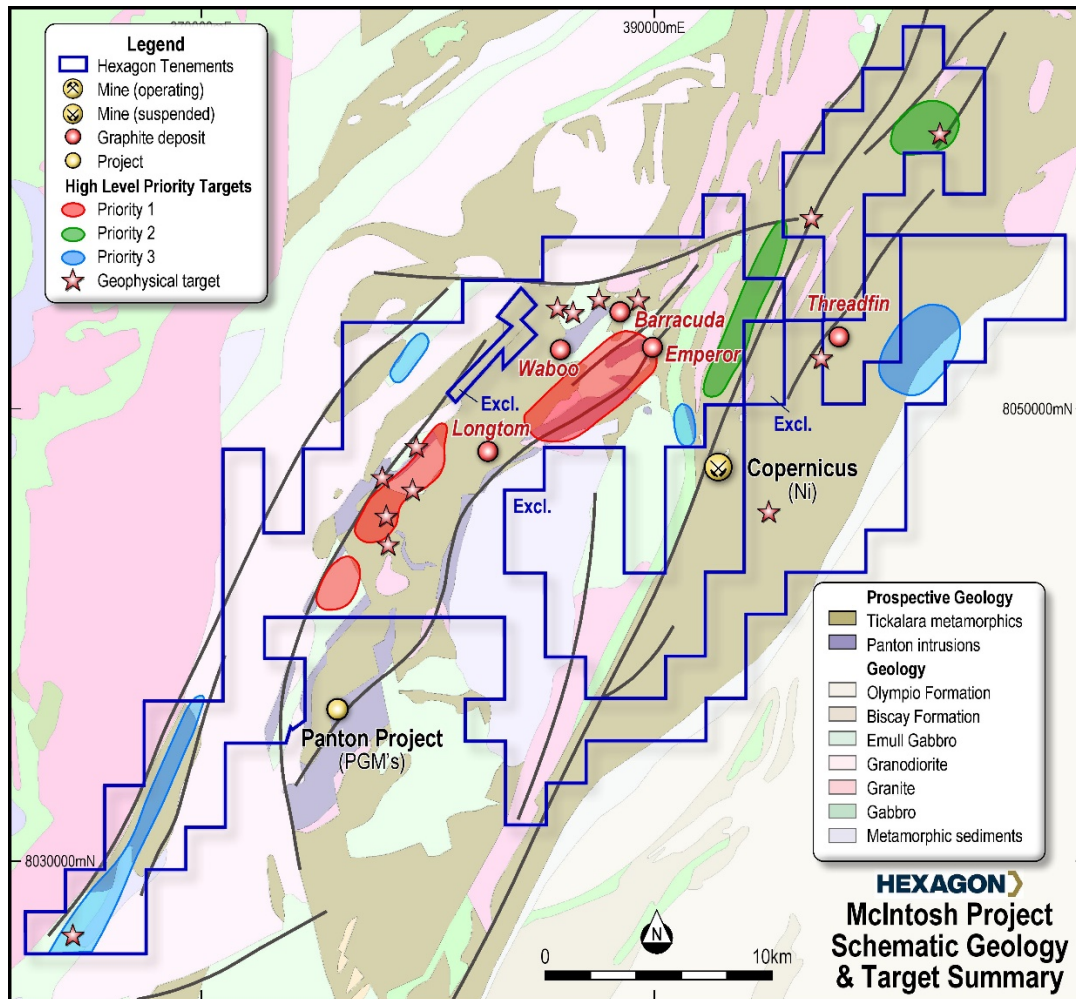 370000mE
390000mE
Legend
Hexagon Tenements
Mine (operating)
Mine (suspended)
Graphite deposit
Project
High Level Priority Targets
Priority 1
Priority 2
Priority 3
Geophysical target
Barracuda
Threadfin
Waboo
Emperor
Excl.
Excl.
8050000mN
Longtom
Copernicus
(Ni)
Excl.
Panton Project
(PGM's)
Prospective Geology
Tickalara metamorphics
Panton intrusions
Geology
Olympio Formation
Biscay Formation
Emull Gabbro
Granodiorite
Granite
Gabbro
Metamorphic sediments
8030000mN
HEXAGON
McIntosh Project
Schematic Geology
& Target Summary
N
0
10km